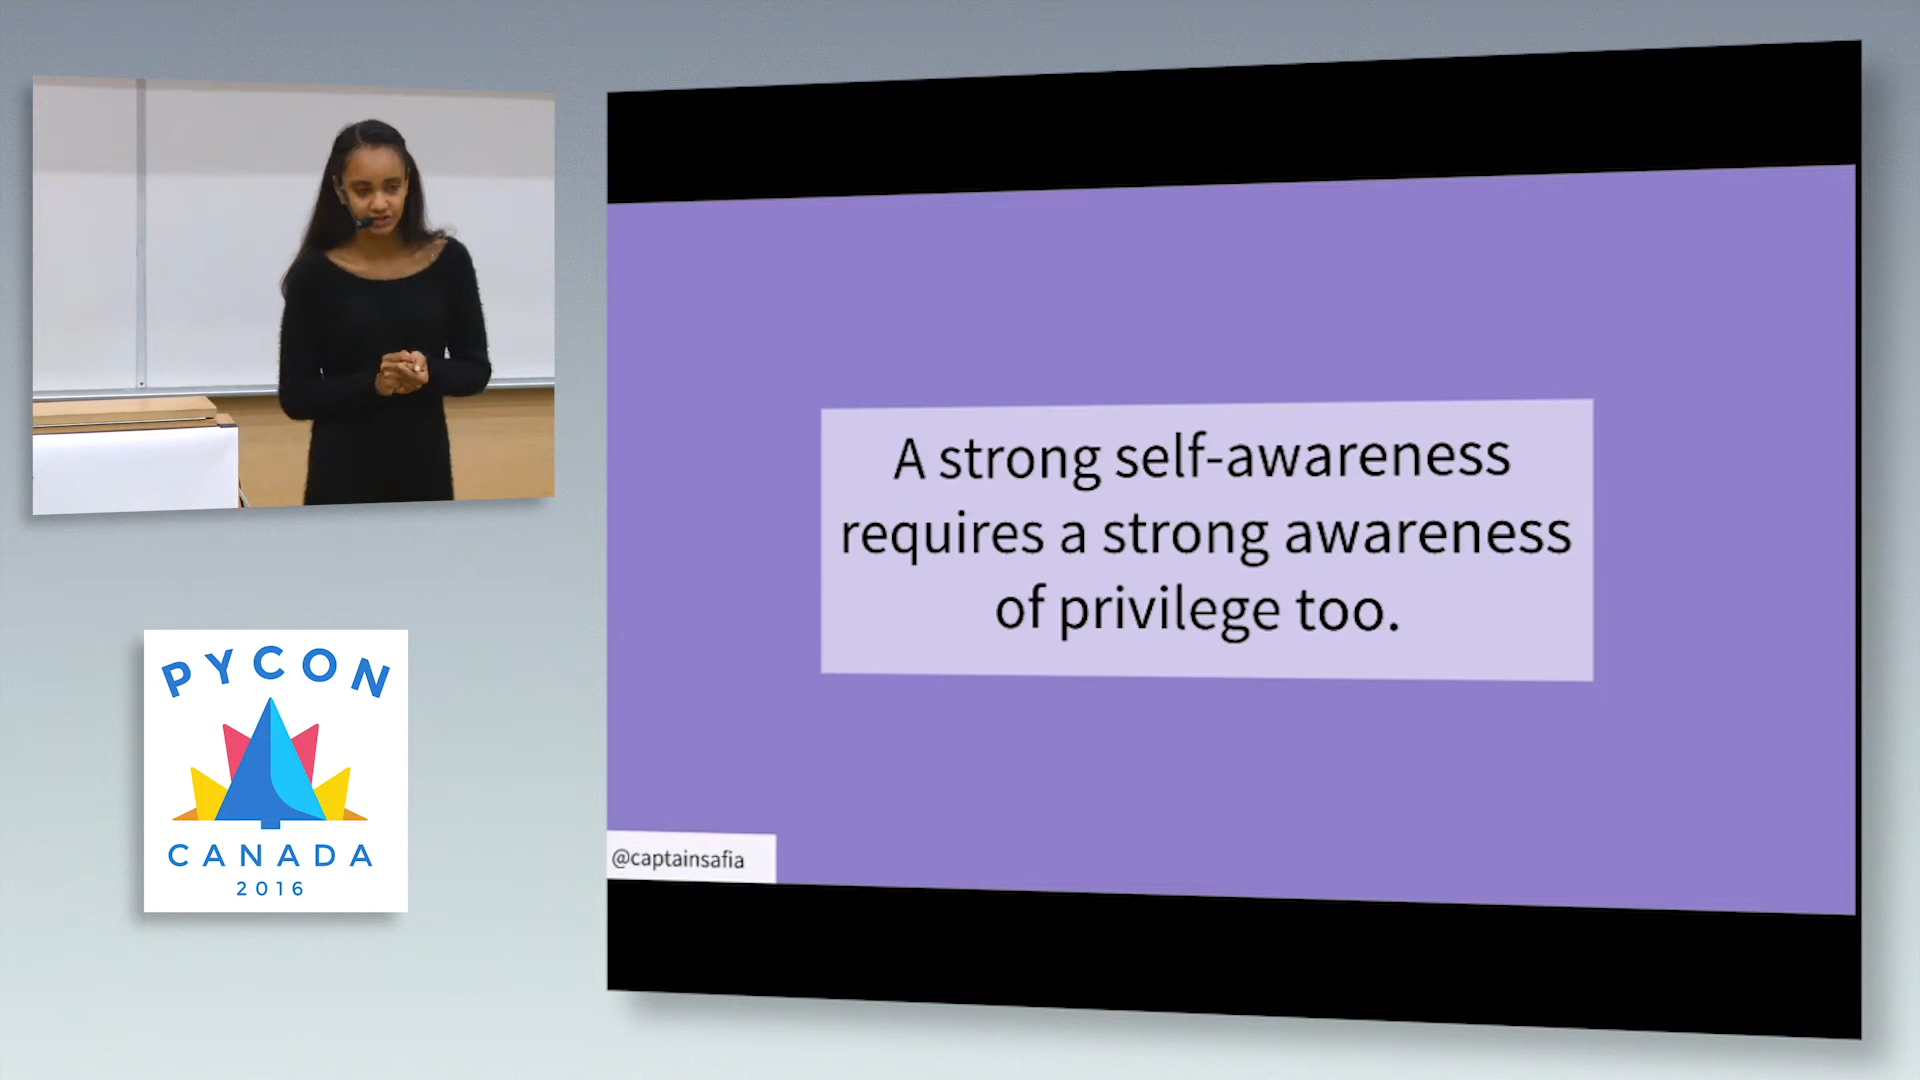 A strong self-awareness
requires a strong awareness
of privilege too.
@captainsafia
PYCON
CANADA
2016